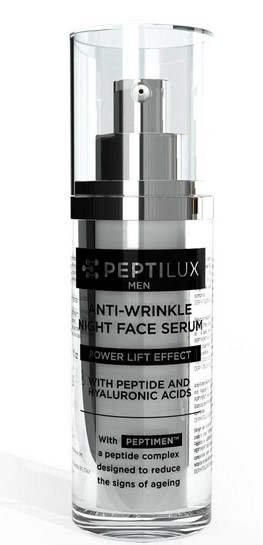 PEPTILUX
MEN
ANTI-WRINKLE
NIGHT FACE SERUM
POWER LIFT EFFECT
WITH PEPTIDE AND
HYALURONIC ACIDS
With PEPTIMEN™
a peptide complex
designed to reduce
the signs of ageing